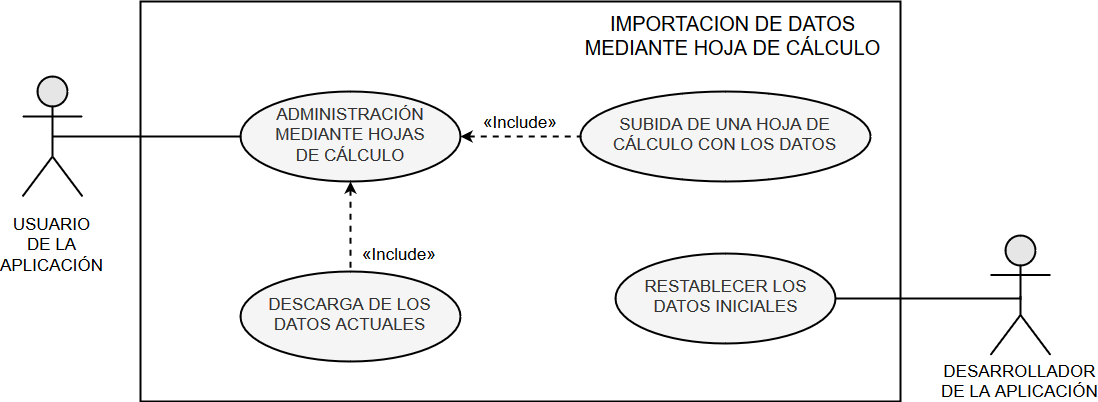 IMPORTACION DE DATOS
MEDIANTE HOJA DE CÁLCULO
ADMINISTRACIÓN
MEDIANTE HOJAS
DE CÁLCULO
«Include»
SUBIDA DE UNA HOJA DE
CÁLCULO CON LOS DATOS
USUARIO
DE LA
APLICACIÓN
«Include»
DESCARGA DE LOS
DATOS ACTUALES
RESTABLECER LOS
DATOS INICIALES
DESARROLLADOR
DE LA APLICACIÓN